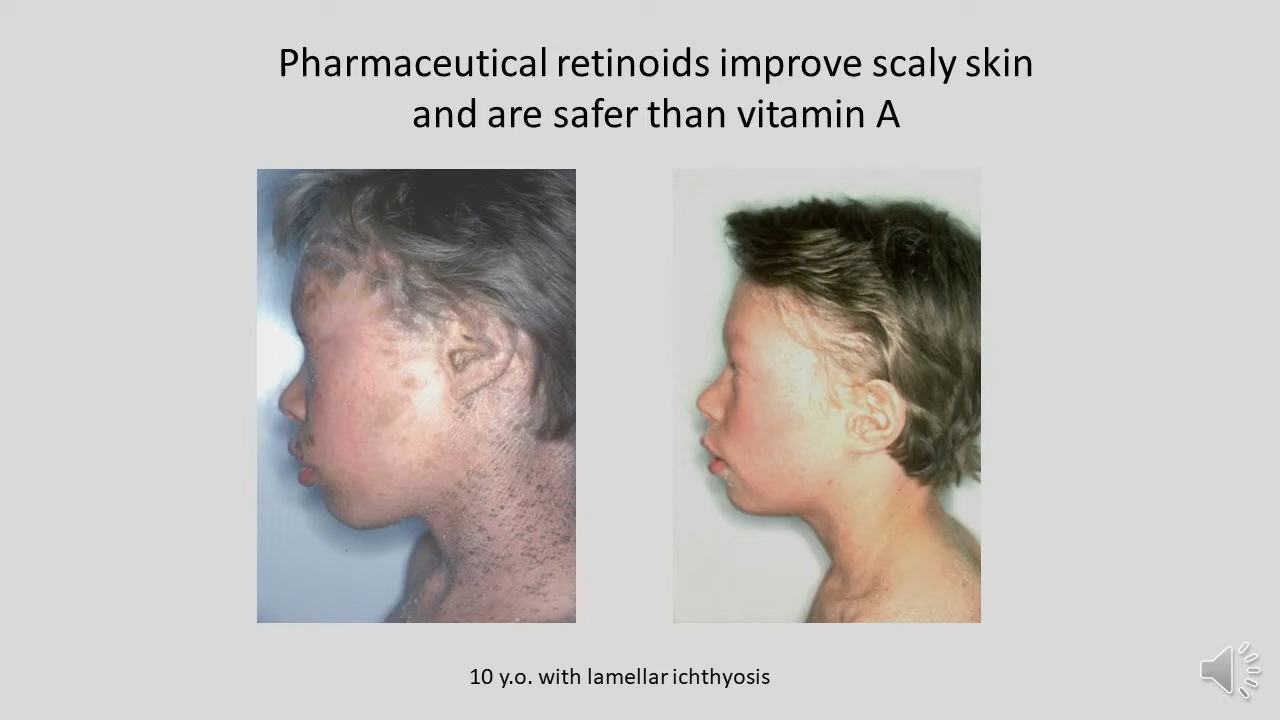 Pharmaceutical retinoids improve scaly skin
and are safer than vitamin A
10 y.o. with lamellar ichthyosis